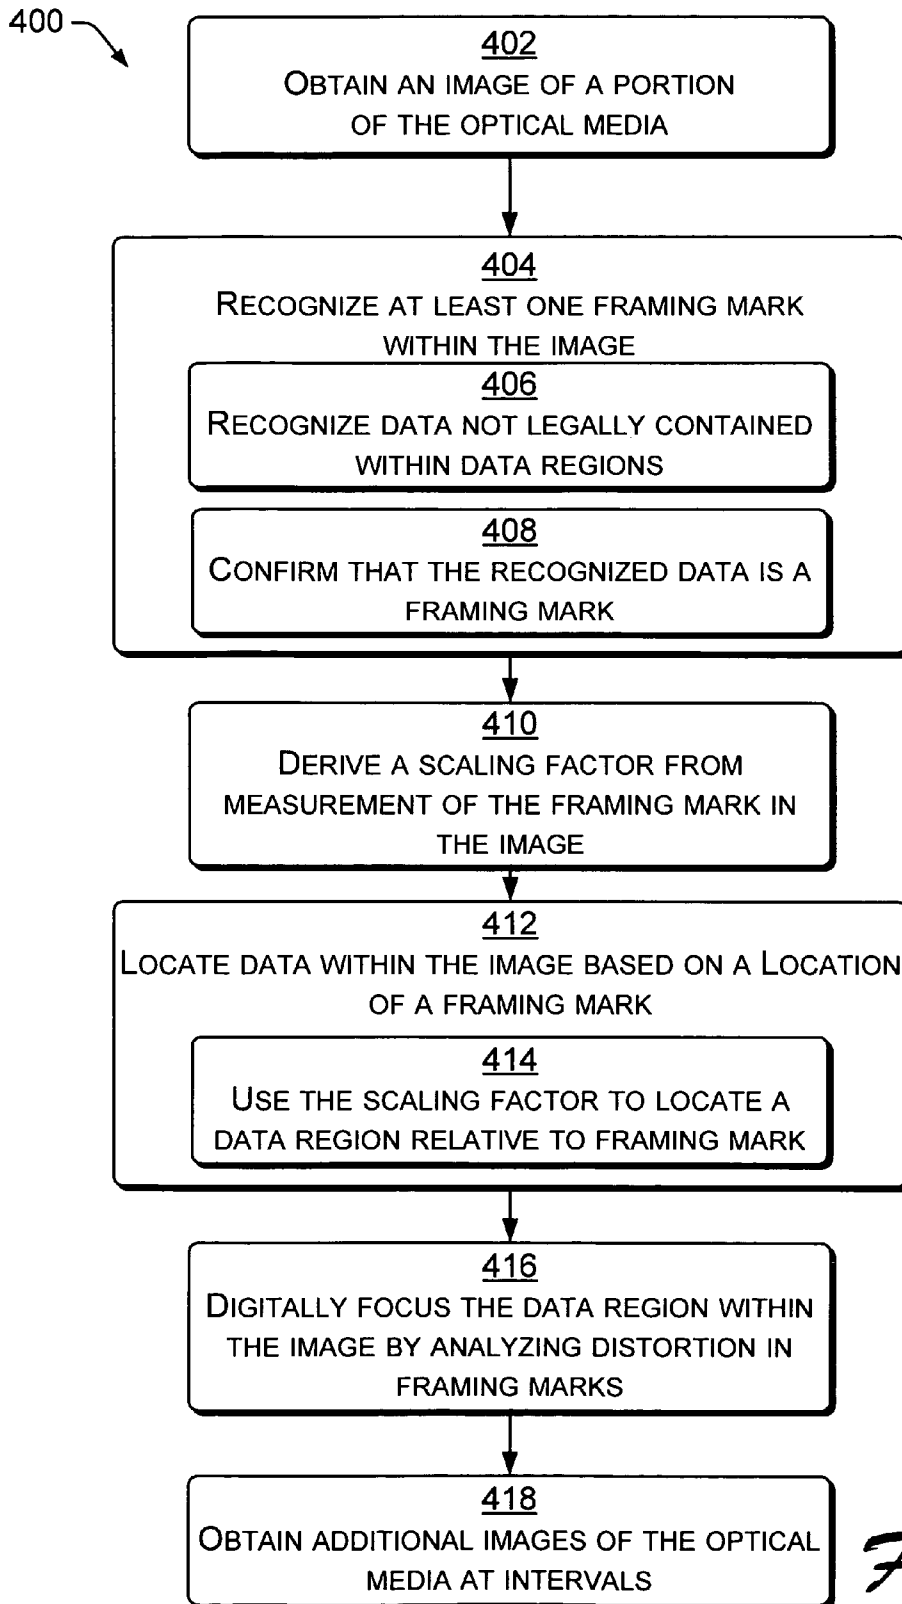 400
402
OBTAIN AN IMAGE OF A PORTION
OF THE OPTICAL MEDIA
404
RECOGNIZE AT LEAST ONE FRAMING MARK
WITHIN THE IMAGE
406
RECOGNIZE DATA NOT LEGALLY CONTAINED
WITHIN DATA REGIONS
408
CONFIRM THAT THE RECOGNIZED DATA IS A
FRAMING MARK
410
DERIVE A SCALING FACTOR FROM
MEASUREMENT OF THE FRAMING MARK IN
THE IMAGE
412
LOCATE DATA WITHIN THE IMAGE BASED ON A LOCATION
OF A FRAMING MARK
414
USE THE SCALING FACTOR TO LOCATE A
DATA REGION RELATIVE TO FRAMING MARK
416
DIGITALLY FOCUS THE DATA REGION WITHIN
THE IMAGE BY ANALYZING DISTORTION IN
FRAMING MARKS
418
OBTAIN ADDITIONAL IMAGES OF THE OPTICAL
MEDIA AT INTERVALS